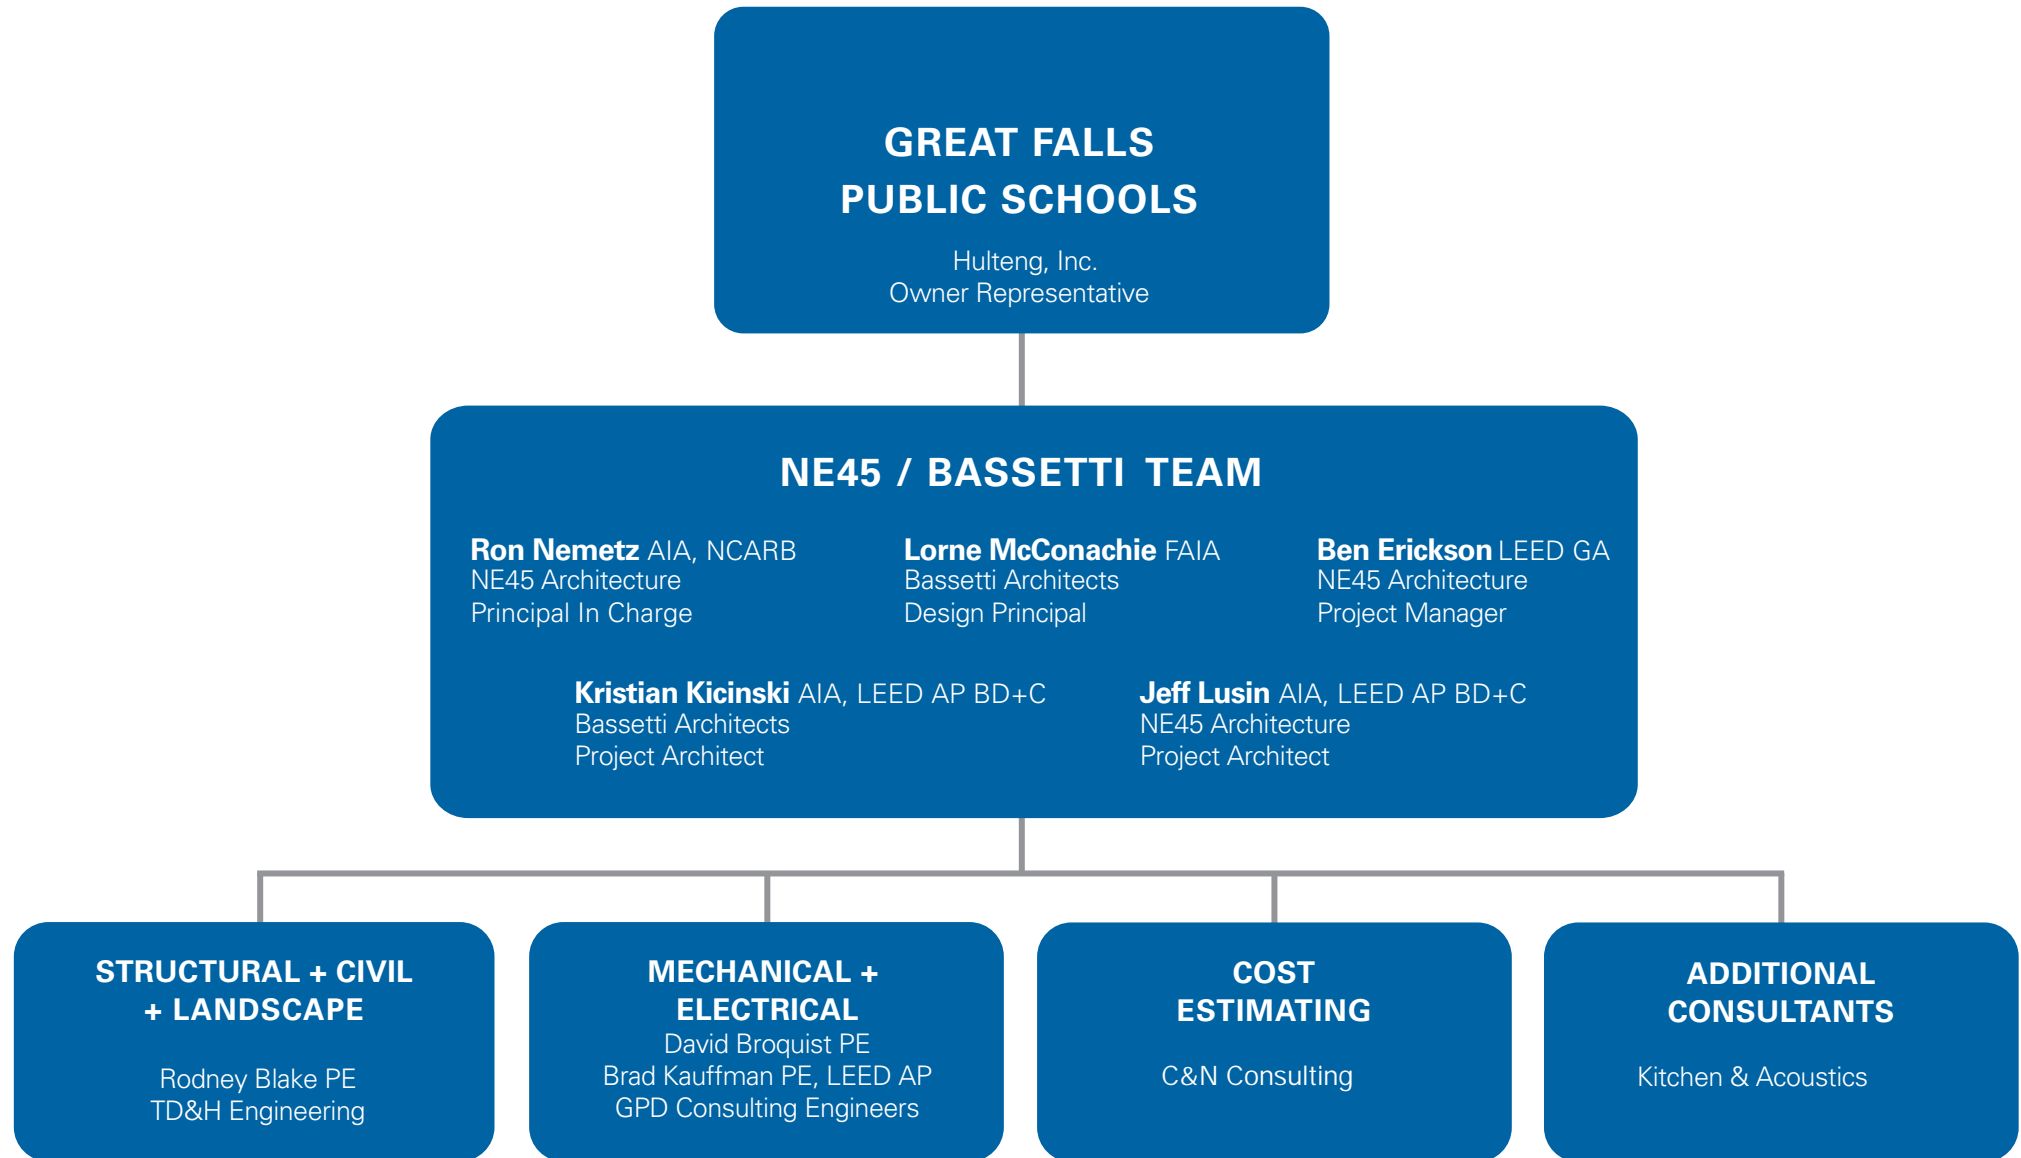 GREAT FALLS
PUBLIC SCHOOLS
Hulteng, Inc.
Owner Representative
NE45 / BASSETTI TEAM
Ron Nemetz AIA, NCARB
NE45 Architecture
Principal In Charge
Lorne McConachie FAIA
Bassetti Architects
Design Principal
Ben Erickson LEED GA
NE45 Architecture
Project Manager
Kristian Kicinski AIA, LEED AP BD+C
Bassetti Architects
Project Architect
Jeff Lusin AIA, LEED AP BD+C
NE45 Architecture
Project Architect
STRUCTURAL + CIVIL
+ LANDSCAPE
Rodney Blake PE
TD&H Engineering
MECHANICAL +
ELECTRICAL
David Broquist PE
Brad Kauffman PE, LEED AP
GPD Consulting Engineers
COST
ESTIMATING
C&N Consulting
ADDITIONAL
CONSULTANTS
Kitchen & Acoustics